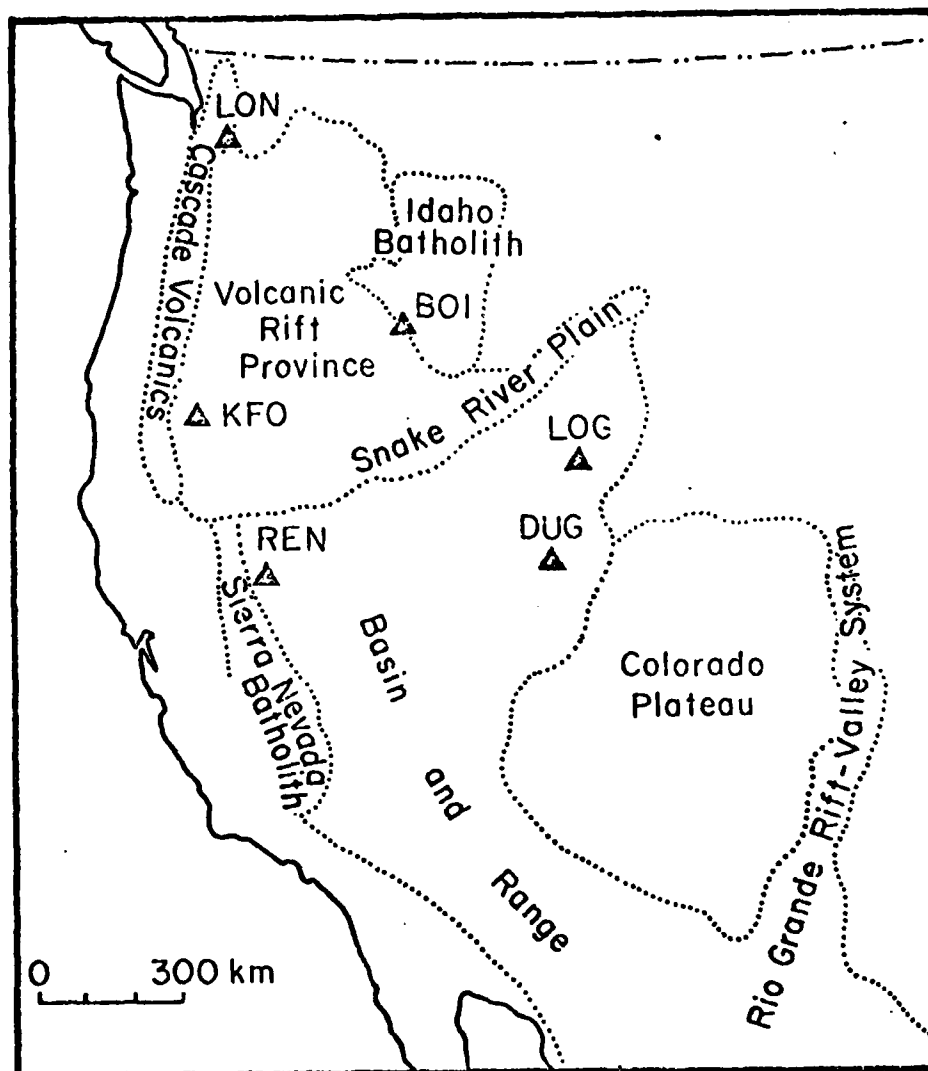 LON
Cascade Volcanics
Idaho
Batholith
Volcanic
Rift
Province
BOI
KFO
Snake River Plain
LOG
REN
DUG
Sierra Nevada
Batholith
Basin
and
Range
Colorado
Plateau
Rio Grande Rift-Valley System
0 300 km